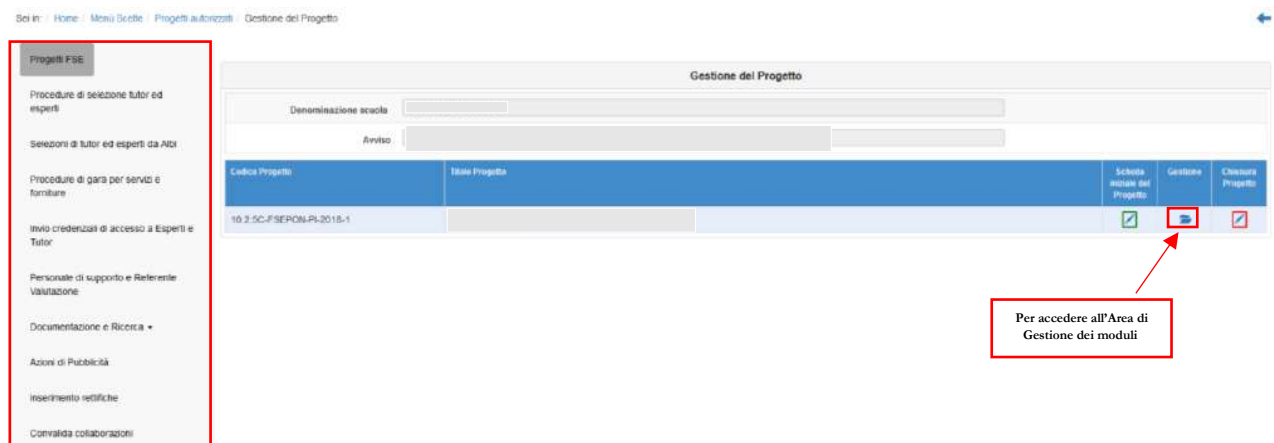 Sei in: / Home / Menù Scelte / Progetti autorizzati / Gestione del Progetto
Progetti FSE
Procedure di selezione tutor ed
esperti
Selezioni di tutor ed esperti da Albi
Procedure di gara per servizi e
forniture
Invio credenziali di accesso a Esperti e
Tutor
Personale di supporto e Referente
Valutazione
Documentazione e Ricerca
Azioni di Pubblicità
Inserimento rettifiche
Convalida collaborazioni
Gestione del Progetto
Denominazione scuola
Avviso
Codice Progetto
Titolo Progetto
Scheda
iniziale del
Progetto
Gestione
Chiusura
Progetto
10.2.5C-FSEPON-PI-2018-1
Per accedere all'Area di
Gestione dei moduli